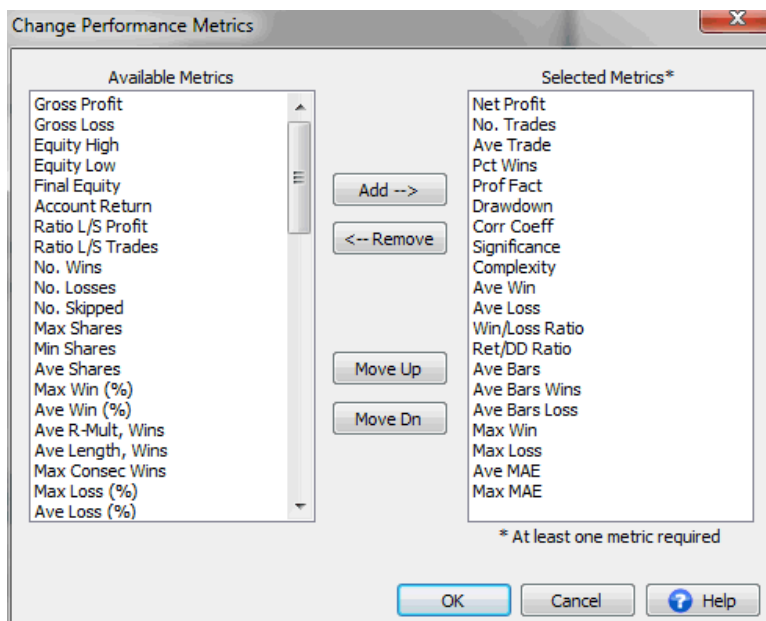 Change Performance Metrics
Available Metrics
Gross Profit
Gross Loss
Equity High
Equity Low
Final Equity
Account Return
Ratio L/S Profit
Ratio L/S Trades
No. Wins
No. Losses
No. Skipped
Max Shares
Min Shares
Ave Shares
Max Win (%)
Ave Win (%)
Ave R-Mult, Wins
Ave Length, Wins
Max Consec Wins
Max Loss (%)
Ave Loss (%)
Add -->
<-- Remove
Move Up
Move Dn
Selected Metrics*
Net Profit
No. Trades
Ave Trade
Pct Wins
Prof Fact
Drawdown
Corr Coeff
Significance
Complexity
Ave Win
Ave Loss
Win/Loss Ratio
Ret/DD Ratio
Ave Bars
Ave Bars Wins
Ave Bars Loss
Max Win
Max Loss
Ave MAE
Max MAE
* At least one metric required
OK
Cancel
Help